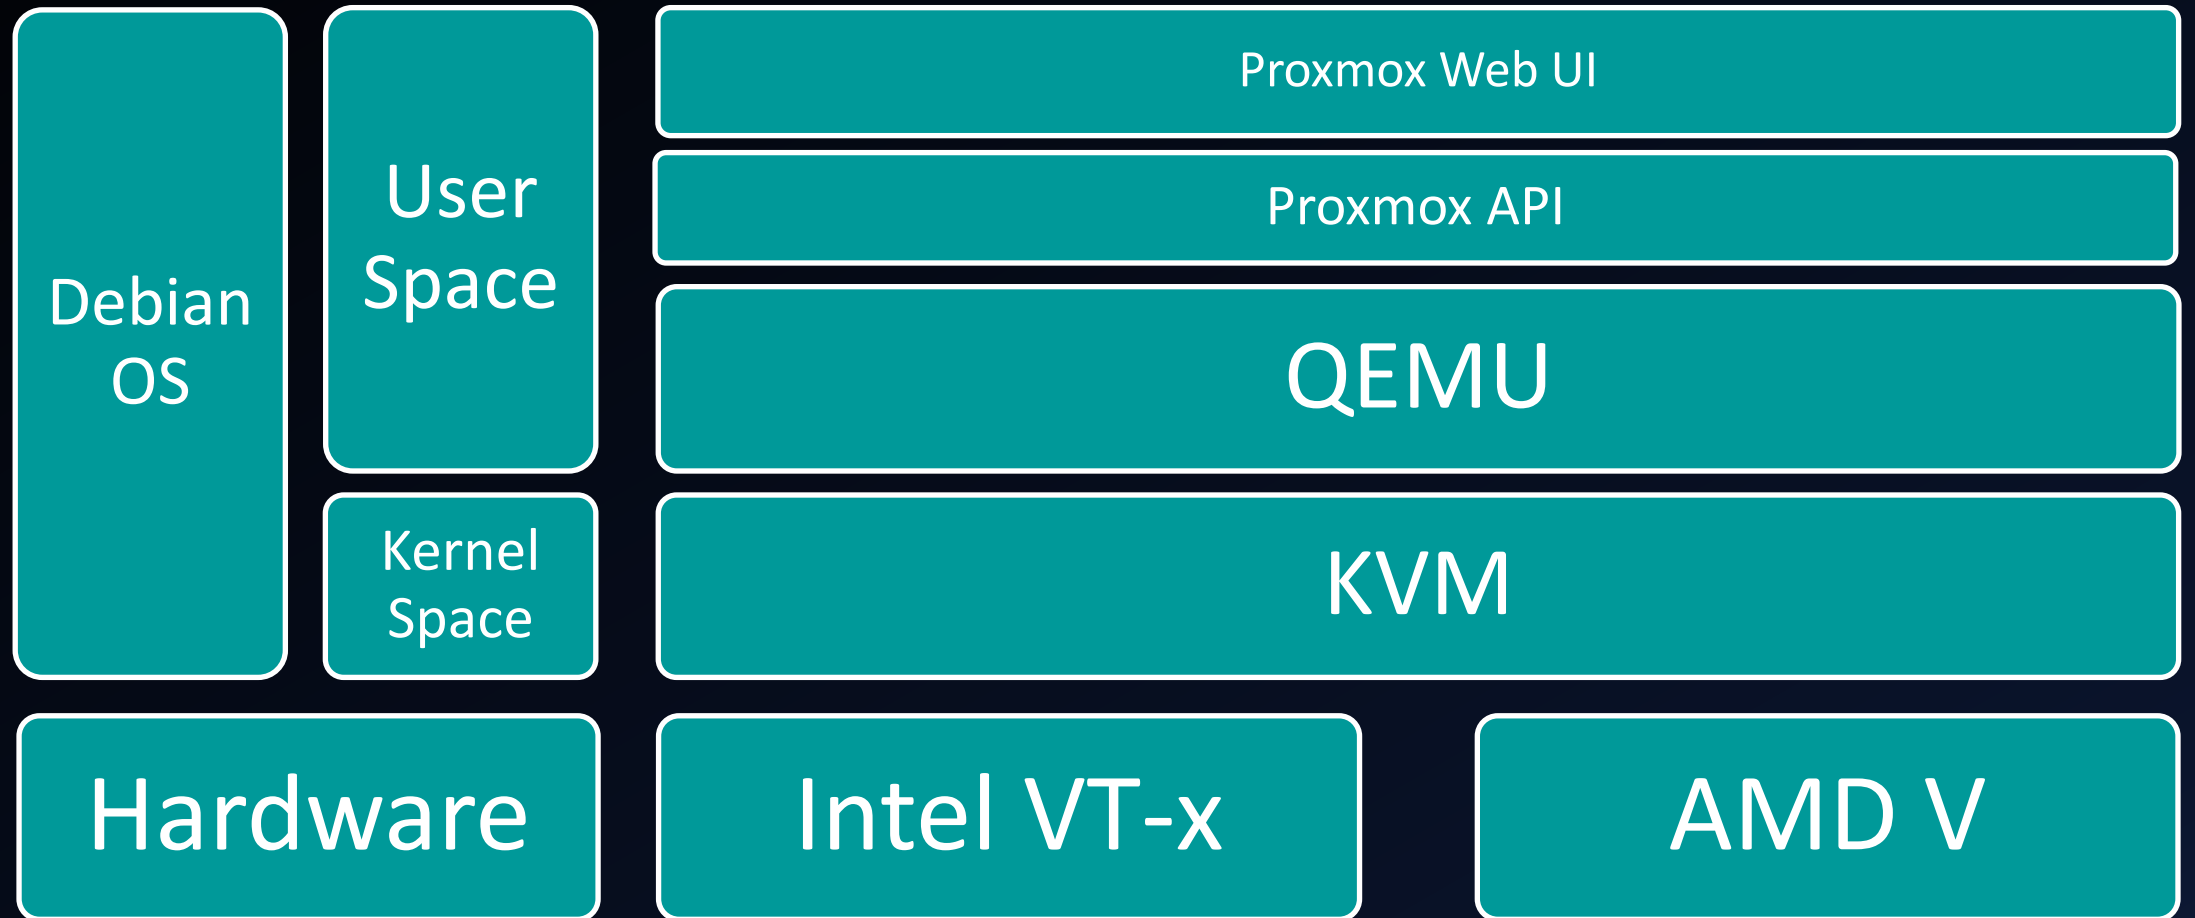 Debian
OS
User
Space
Kernel
Space
Proxmox Web UI
Proxmox API
QEMU
KVM
Hardware
Intel VT-x
AMD V